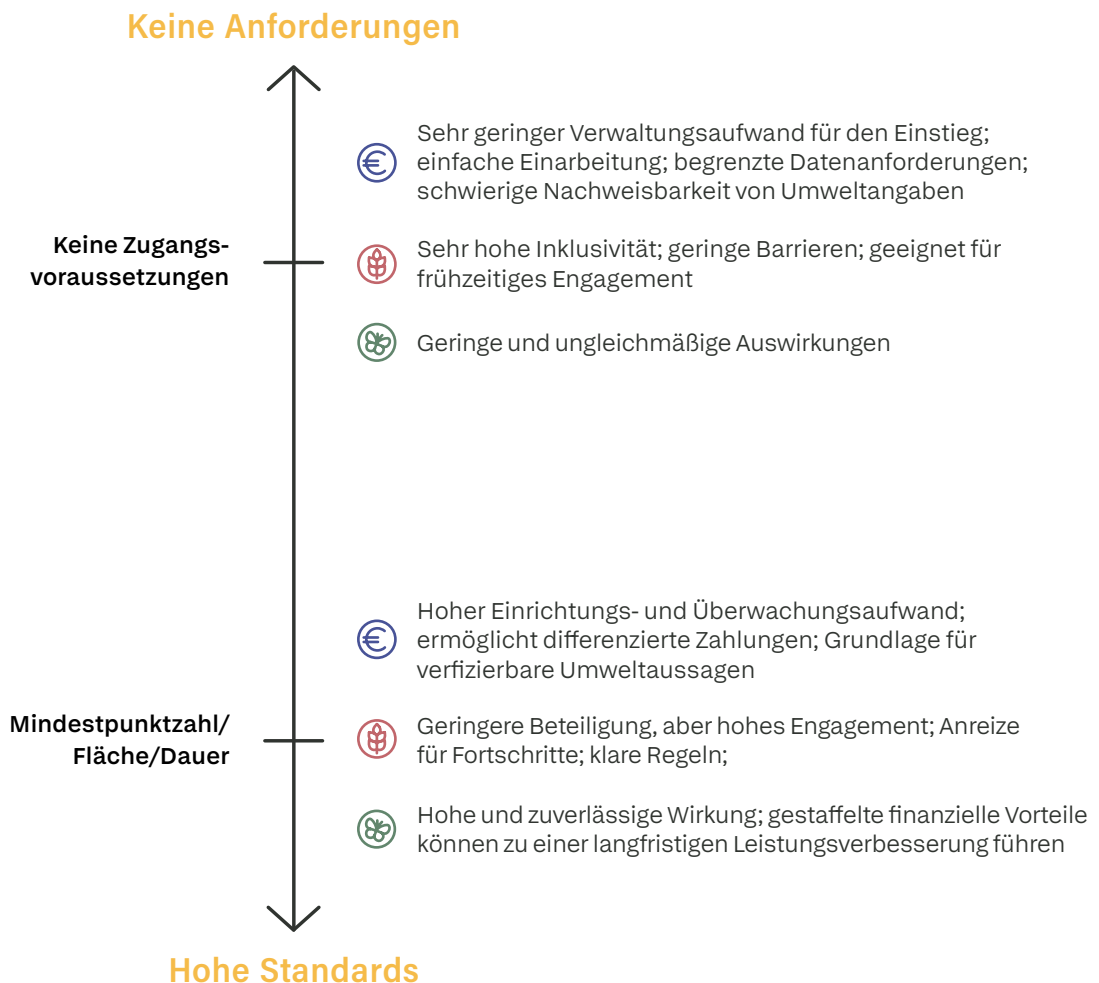 Keine Anforderungen
Sehr geringer Verwaltungsaufwand für den Einstieg;
einfache Einarbeitung; begrenzte Datenanforderungen;
schwierige Nachweisbarkeit von Umweltangaben
Keine Zugangs-
voraussetzungen
Sehr hohe Inklusivität; geringe Barrieren; geeignet für
frühzeitiges Engagement
Geringe und ungleichmäßige Auswirkungen
Hoher Einrichtungs- und Überwachungsaufwand;
ermöglicht differenzierte Zahlungen; Grundlage für
verfizierbare Umweltaussagen
Mindestpunktzahl/
Fläche/Dauer
Geringere Beteiligung, aber hohes Engagement; Anreize
für Fortschritte; klare Regeln;
Hohe und zuverlässige Wirkung; gestaffelte finanzielle Vorteile
können zu einer langfristigen Leistungsverbesserung führen
Hohe Standards